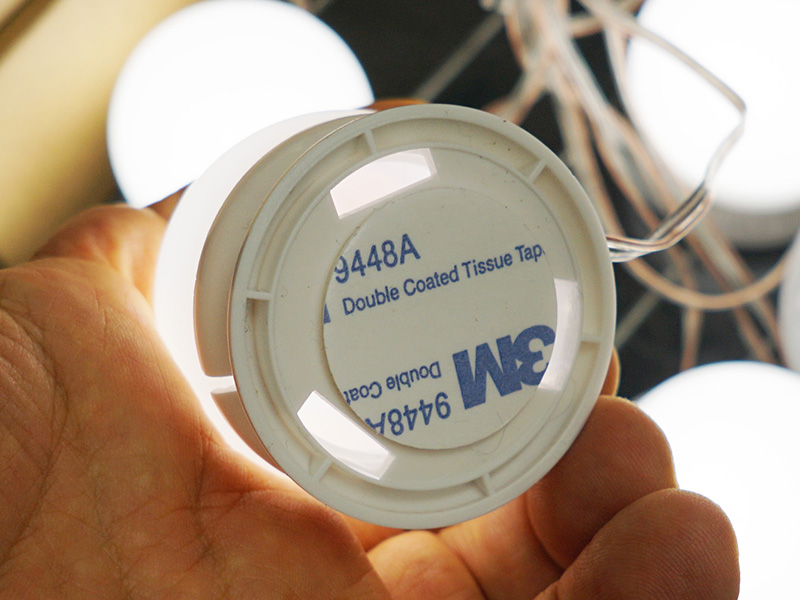 9448A
Double Coated Tissue Tap
3M
Double Coat
9448A